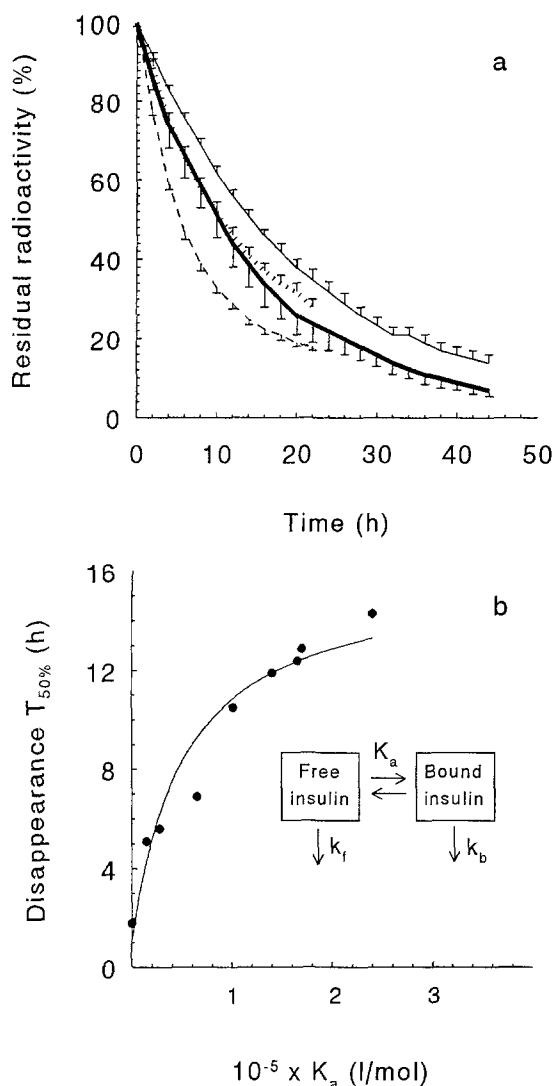 a
100
80
60
40
20
0
Residual radioactivity (%)
0 10 20 30 40 50
Time (h)
b
16
12
8
4
0
Disappearance T50% (h)
Ka
Free insulin
Bound insulin
kf
kb
1 2 3
10-5 x Ka (l/mol)